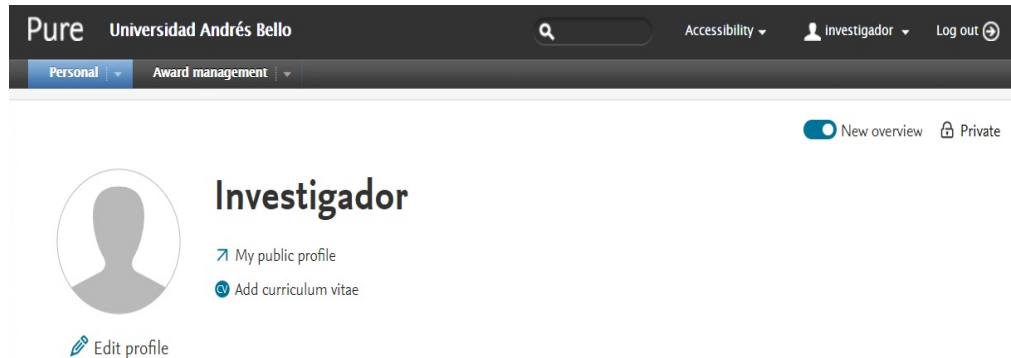 Pure Universidad Andrés Bello Accessibility investigador Log out
Personal Award management
New overview Private
Investigador
My public profile
CV Add curriculum vitae
Edit profile